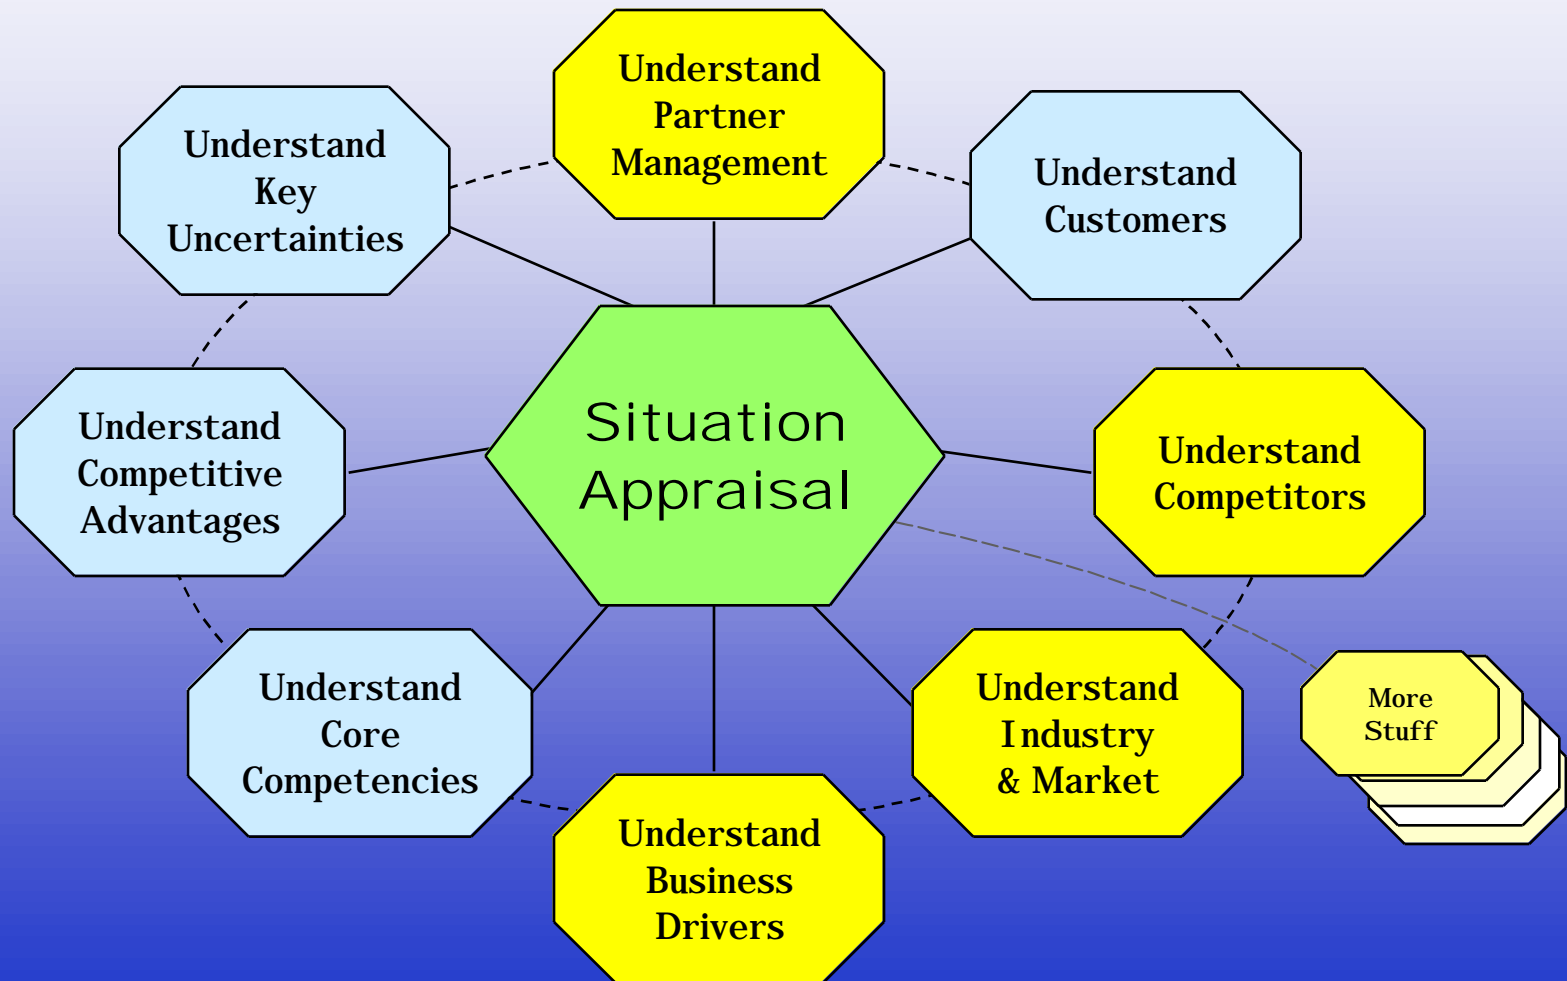 Understand
Partner
Management
Understand
Key
Uncertainties
Understand
Customers
Situation
Appraisal
Understand
Competitive
Advantages
Understand
Competitors
Understand
Core
Competencies
Understand
Industry
& Market
More
Stuff
Understand
Business
Drivers